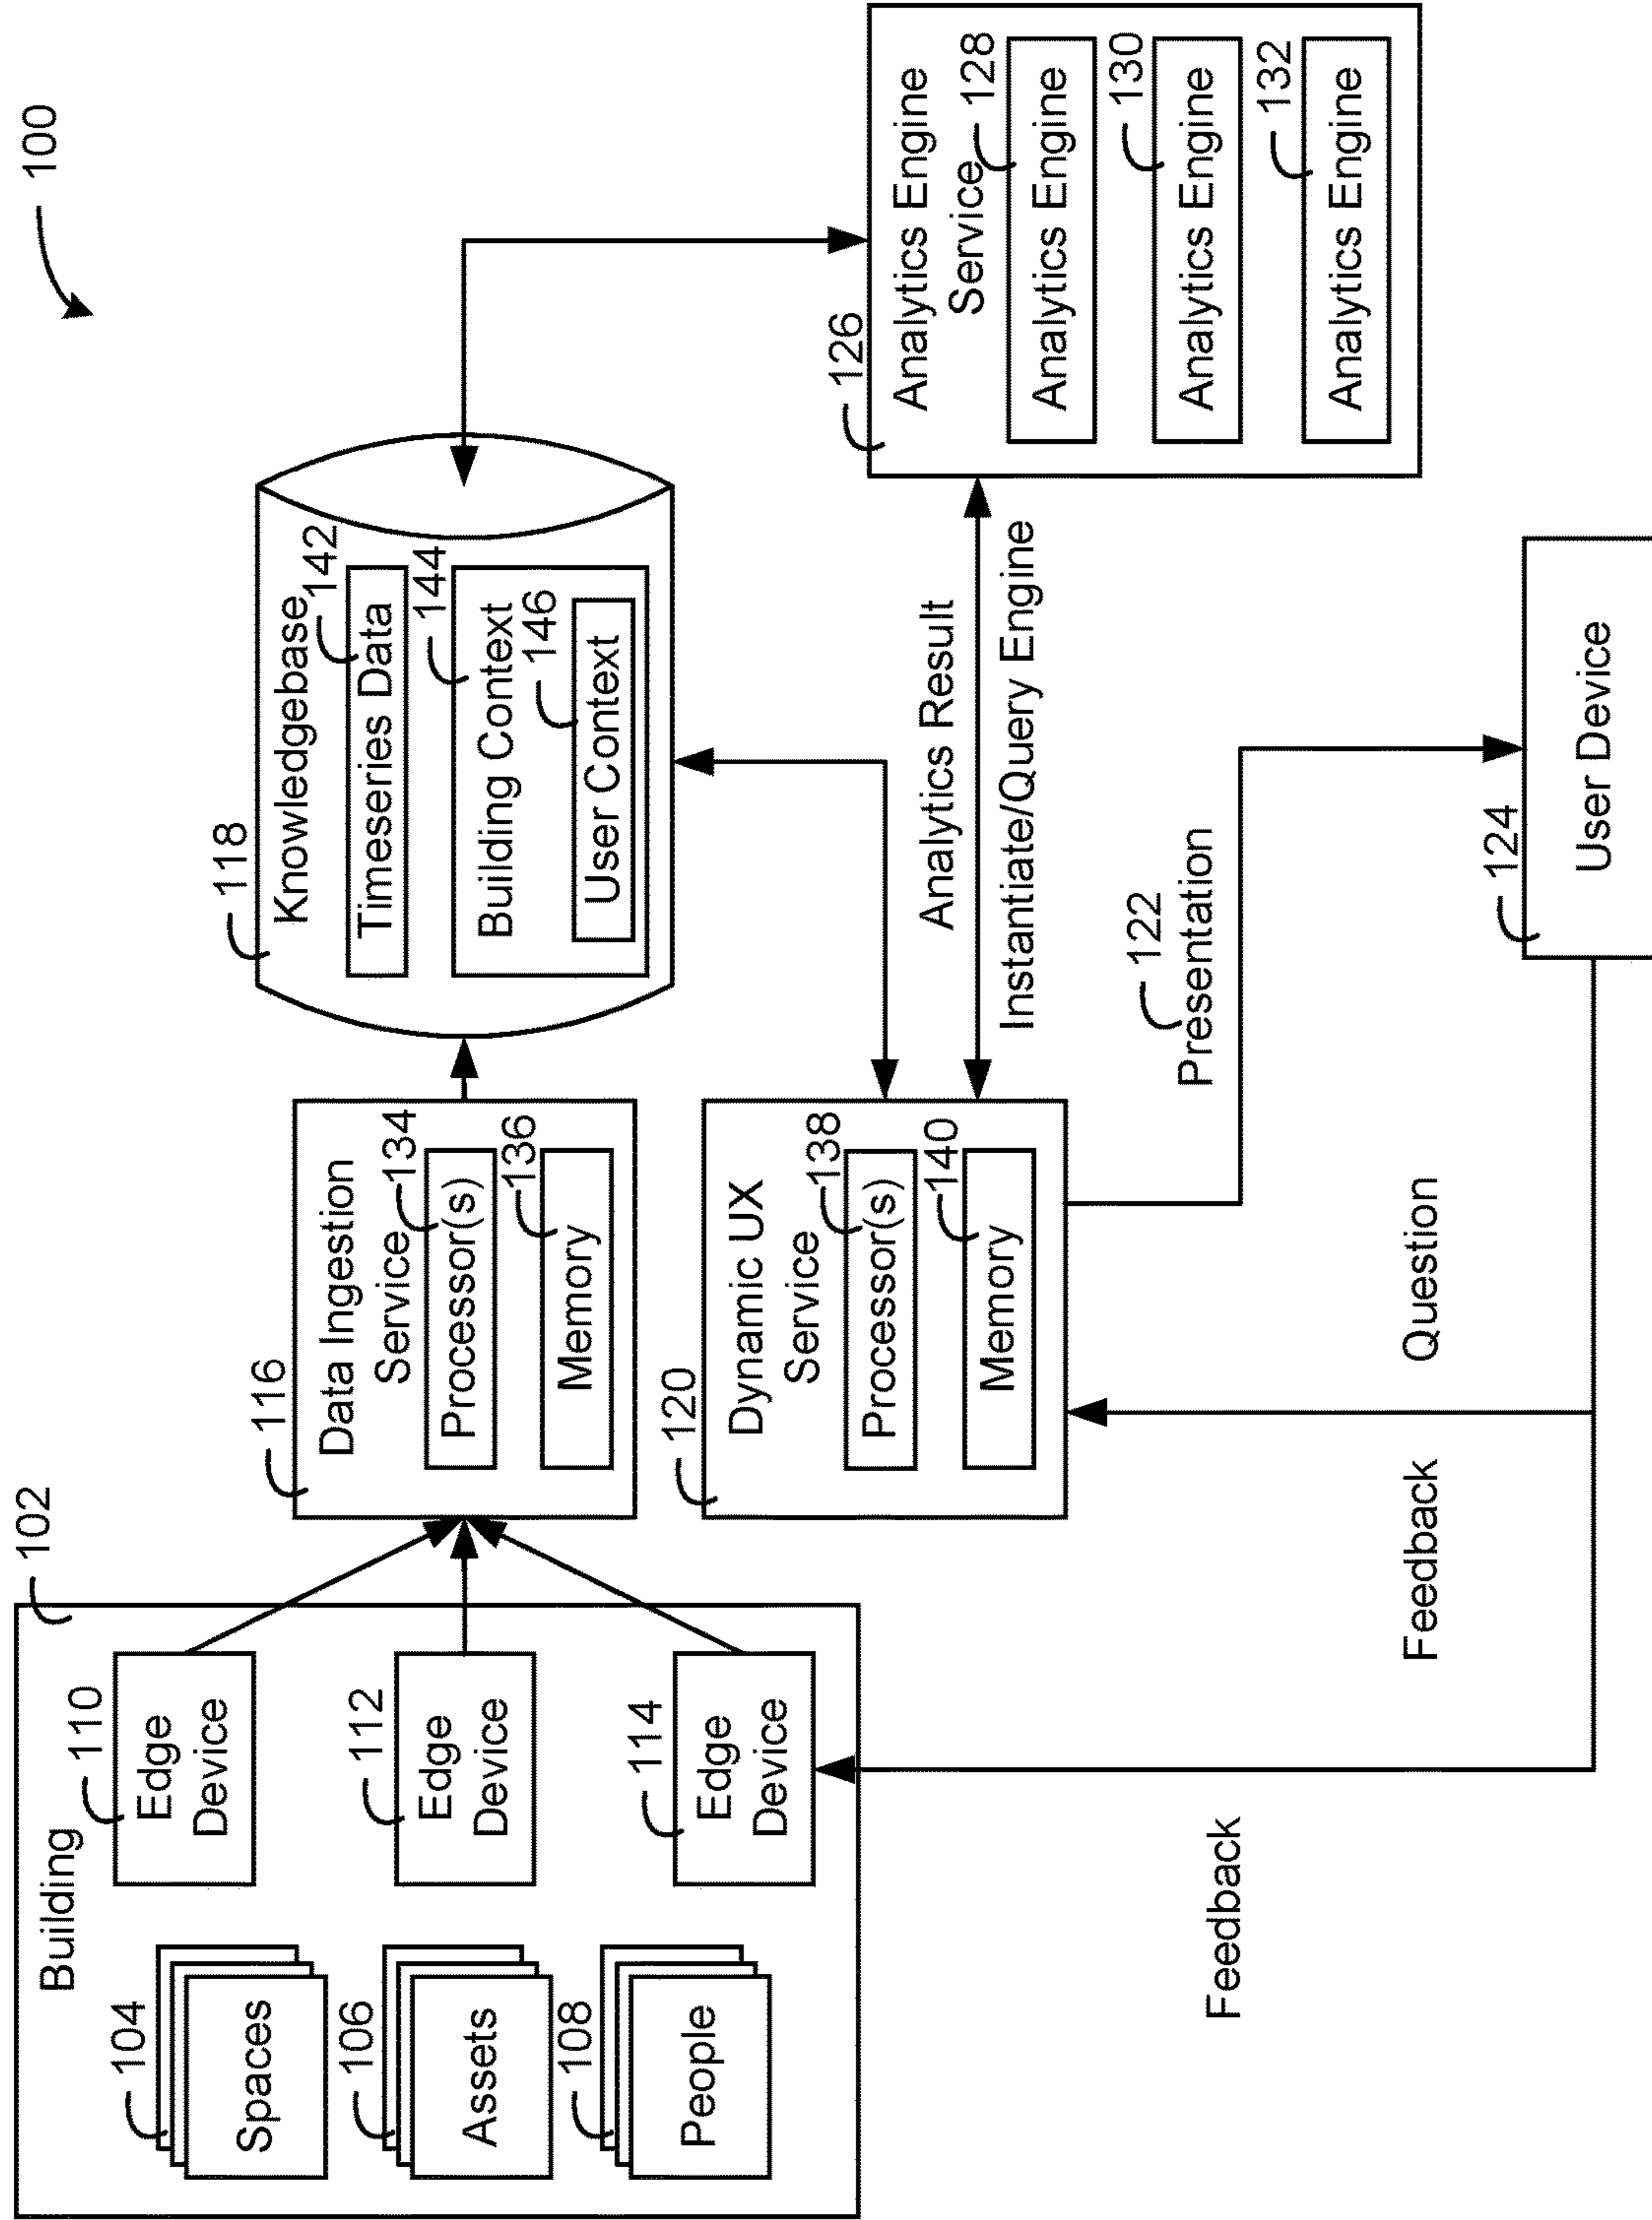 100
102
Building
104
Spaces
106
Assets
108
People
110
Edge
Device
112
Edge
Device
114
Edge
Device
116
Data Ingestion
Service
134
Processor(s)
136
Memory
118
Knowledgebase
142
Timeseries Data
144
Building Context
146
User Context
120
Dynamic UX
Service
138
Processor(s)
140
Memory
Analytics Result
Instantiate/Query Engine
126
Analytics Engine
Service
128
Analytics Engine
130
Analytics Engine
132
Analytics Engine
122
Presentation
124
User Device
Question
Feedback
Feedback